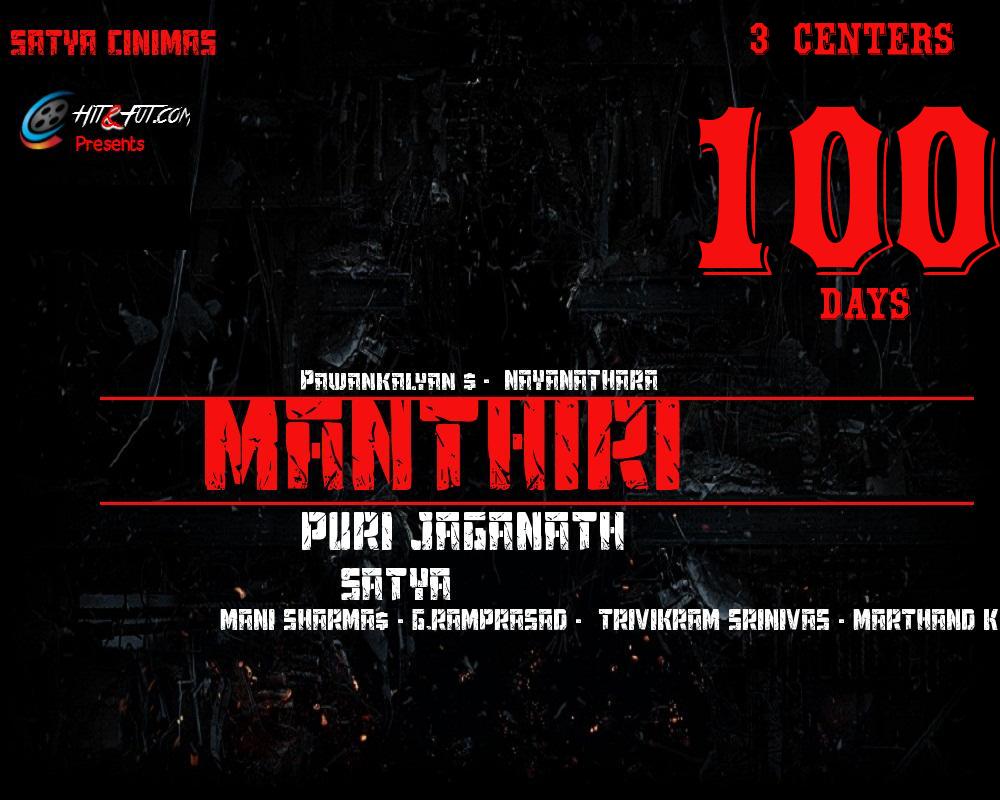 SATYA CINIMAS
3 CENTERS
HIT&FUT.COM
Presents
100
DAYS
PAWANKALYAN $ - NAYANATHARA
MANTHIRI
PURI JAGANATH
SATYA
MANI SHARMA$ - G.RAMPRASAD - TRIVIKRAM SRINIVAS - MARTHAND K